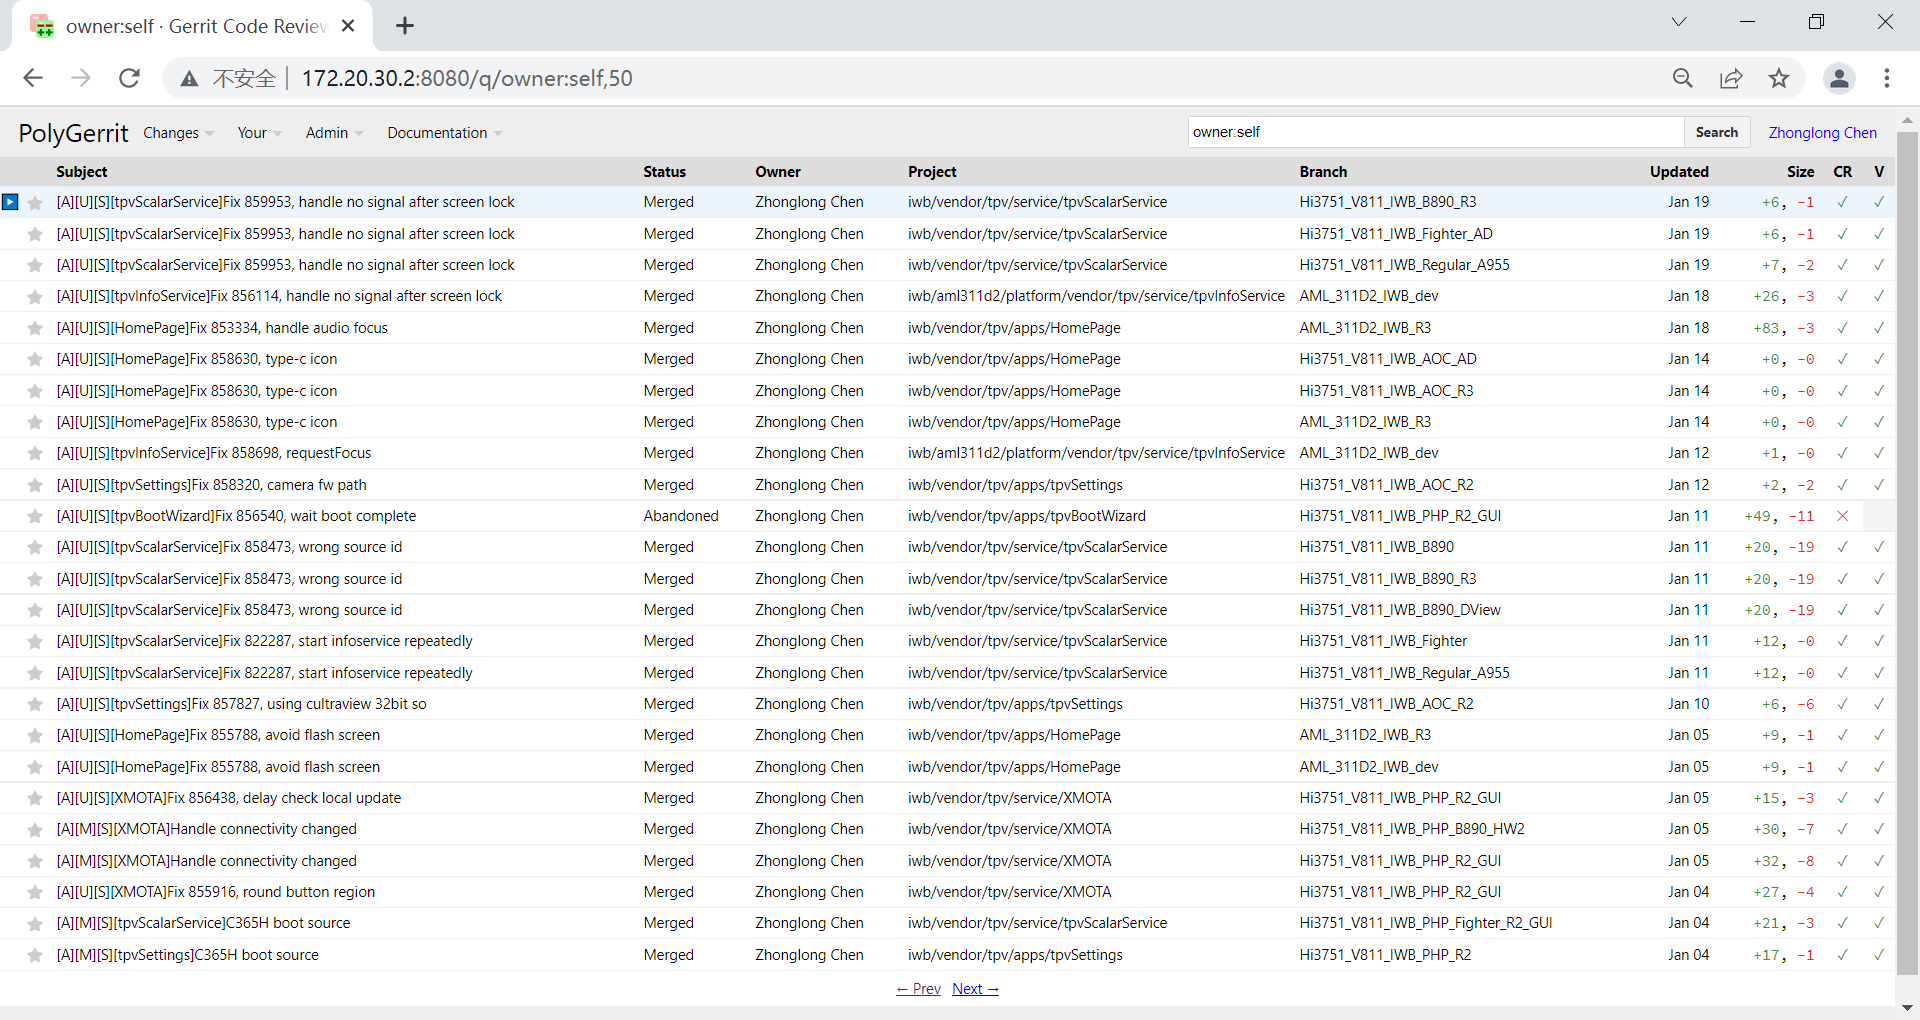 owner:self · Gerrit Code Review
不安全 172.20.30.2:8080/q/owner:self,50
PolyGerrit Changes Your Admin Documentation owner:self Search Zhonglong Chen
Subject Status Owner Project Branch Updated Size CR V
[A][U][S][tpvScalarService]Fix 859953, handle no signal after screen lock Merged Zhonglong Chen iwb/vendor/tpv/service/tpvScalarService Hi3751_V811_IWB_B890_R3 Jan 19 +6, -1 ✓ ✓
[A][U][S][tpvScalarService]Fix 859953, handle no signal after screen lock Merged Zhonglong Chen iwb/vendor/tpv/service/tpvScalarService Hi3751_V811_IWB_Fighter_AD Jan 19 +6, -1 ✓ ✓
[A][U][S][tpvScalarService]Fix 859953, handle no signal after screen lock Merged Zhonglong Chen iwb/vendor/tpv/service/tpvScalarService Hi3751_V811_IWB_Regular_A955 Jan 19 +7, -2 ✓ ✓
[A][U][S][tpvInfoService]Fix 856114, handle no signal after screen lock Merged Zhonglong Chen iwb/aml311d2/platform/vendor/tpv/service/tpvInfoService AML_311D2_IWB_dev Jan 18 +26, -3 ✓ ✓
[A][U][S][HomePage]Fix 853334, handle audio focus Merged Zhonglong Chen iwb/vendor/tpv/apps/HomePage AML_311D2_IWB_R3 Jan 18 +83, -3 ✓ ✓
[A][U][S][HomePage]Fix 858630, type-c icon Merged Zhonglong Chen iwb/vendor/tpv/apps/HomePage Hi3751_V811_IWB_AOC_AD Jan 14 +0, -0 ✓ ✓
[A][U][S][HomePage]Fix 858630, type-c icon Merged Zhonglong Chen iwb/vendor/tpv/apps/HomePage Hi3751_V811_IWB_AOC_R3 Jan 14 +0, -0 ✓ ✓
[A][U][S][HomePage]Fix 858630, type-c icon Merged Zhonglong Chen iwb/vendor/tpv/apps/HomePage AML_311D2_IWB_R3 Jan 14 +0, -0 ✓ ✓
[A][U][S][tpvInfoService]Fix 858698, requestFocus Merged Zhonglong Chen iwb/aml311d2/platform/vendor/tpv/service/tpvInfoService AML_311D2_IWB_dev Jan 12 +1, -0 ✓ ✓
[A][U][S][tpvSettings]Fix 858320, camera fw path Merged Zhonglong Chen iwb/vendor/tpv/apps/tpvSettings Hi3751_V811_IWB_AOC_R2 Jan 12 +2, -2 ✓ ✓
[A][U][S][tpvBootWizard]Fix 856540, wait boot complete Abandoned Zhonglong Chen iwb/vendor/tpv/apps/tpvBootWizard Hi3751_V811_IWB_PHP_R2_GUI Jan 11 +49, -11 ✕
[A][U][S][tpvScalarService]Fix 858473, wrong source id Merged Zhonglong Chen iwb/vendor/tpv/service/tpvScalarService Hi3751_V811_IWB_B890 Jan 11 +20, -19 ✓ ✓
[A][U][S][tpvScalarService]Fix 858473, wrong source id Merged Zhonglong Chen iwb/vendor/tpv/service/tpvScalarService Hi3751_V811_IWB_B890_R3 Jan 11 +20, -19 ✓ ✓
[A][U][S][tpvScalarService]Fix 858473, wrong source id Merged Zhonglong Chen iwb/vendor/tpv/service/tpvScalarService Hi3751_V811_IWB_B890_DView Jan 11 +20, -19 ✓ ✓
[A][U][S][tpvScalarService]Fix 822287, start infoservice repeatedly Merged Zhonglong Chen iwb/vendor/tpv/service/tpvScalarService Hi3751_V811_IWB_Fighter Jan 11 +12, -0 ✓ ✓
[A][U][S][tpvScalarService]Fix 822287, start infoservice repeatedly Merged Zhonglong Chen iwb/vendor/tpv/service/tpvScalarService Hi3751_V811_IWB_Regular_A955 Jan 11 +12, -0 ✓ ✓
[A][U][S][tpvSettings]Fix 857827, using cultraview 32bit so Merged Zhonglong Chen iwb/vendor/tpv/apps/tpvSettings Hi3751_V811_IWB_AOC_R2 Jan 10 +6, -6 ✓ ✓
[A][U][S][HomePage]Fix 855788, avoid flash screen Merged Zhonglong Chen iwb/vendor/tpv/apps/HomePage AML_311D2_IWB_R3 Jan 05 +9, -1 ✓ ✓
[A][U][S][HomePage]Fix 855788, avoid flash screen Merged Zhonglong Chen iwb/vendor/tpv/apps/HomePage AML_311D2_IWB_dev Jan 05 +9, -1 ✓ ✓
[A][U][S][XMOTA]Fix 856438, delay check local update Merged Zhonglong Chen iwb/vendor/tpv/service/XMOTA Hi3751_V811_IWB_PHP_R2_GUI Jan 05 +15, -3 ✓ ✓
[A][M][S][XMOTA]Handle connectivity changed Merged Zhonglong Chen iwb/vendor/tpv/service/XMOTA Hi3751_V811_IWB_PHP_B890_HW2 Jan 05 +30, -7 ✓ ✓
[A][M][S][XMOTA]Handle connectivity changed Merged Zhonglong Chen iwb/vendor/tpv/service/XMOTA Hi3751_V811_IWB_PHP_R2_GUI Jan 05 +32, -8 ✓ ✓
[A][U][S][XMOTA]Fix 855916, round button region Merged Zhonglong Chen iwb/vendor/tpv/service/XMOTA Hi3751_V811_IWB_PHP_R2_GUI Jan 04 +27, -4 ✓ ✓
[A][M][S][tpvScalarService]C365H boot source Merged Zhonglong Chen iwb/vendor/tpv/service/tpvScalarService Hi3751_V811_IWB_PHP_Fighter_R2_GUI Jan 04 +21, -3 ✓ ✓
[A][M][S][tpvSettings]C365H boot source Merged Zhonglong Chen iwb/vendor/tpv/apps/tpvSettings Hi3751_V811_IWB_PHP_R2 Jan 04 +17, -1 ✓ ✓
← Prev Next →